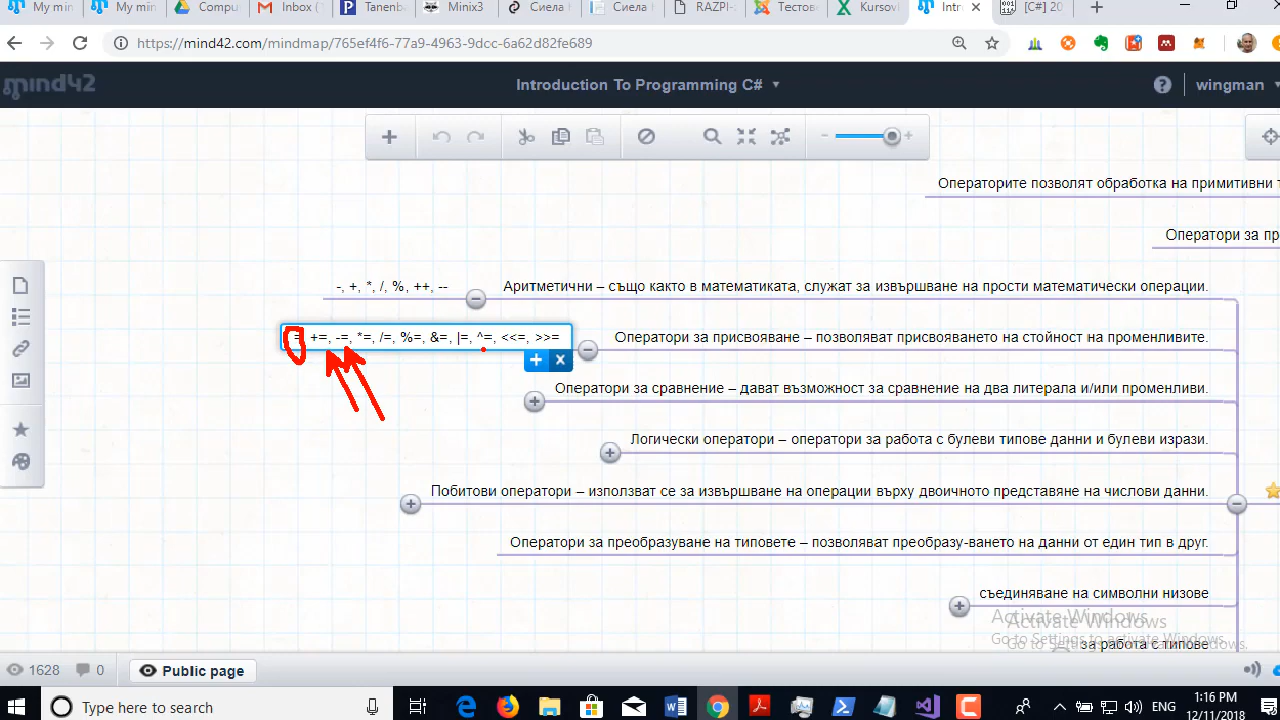 My min
My min
Compu
Inbox (1
Tanenb
Minix3
Сиела
Сиела
RAZPI-
Тестов
Kursov
Intr
[C#] 20
https://mind42.com/mindmap/765ef4f6-77a9-4963-9dcc-6a62d82fe689
mind42
Introduction To Programming C#
wingman
Операторите позволят обработка на примитивни т
Оператори за пр
-, +, *, /, %, ++, --
Аритметични – също както в математиката, служат за извършване на прости математически операции.
=, +=, -=, *=, /=, %=, &=, |=, ^=, <<=, >>=
Оператори за присвояване – позволяват присвояването на стойност на променливите.
Оператори за сравнение – дават възможност за сравнение на два литерала и/или променливи.
Логически оператори – оператори за работа с булеви типове данни и булеви изрази.
Побитови оператори – използват се за извършване на операции върху двоичното представяне на числови данни.
Оператори за преобразуване на типовете – позволяват преобразу-ването на данни от един тип в друг.
съединяване на символни низове
Activate Windows
Go to Settings to activate Windows.
за работа с типове
1628
0
Public page
Type here to search
ENG
1:16 PM
12/11/2018